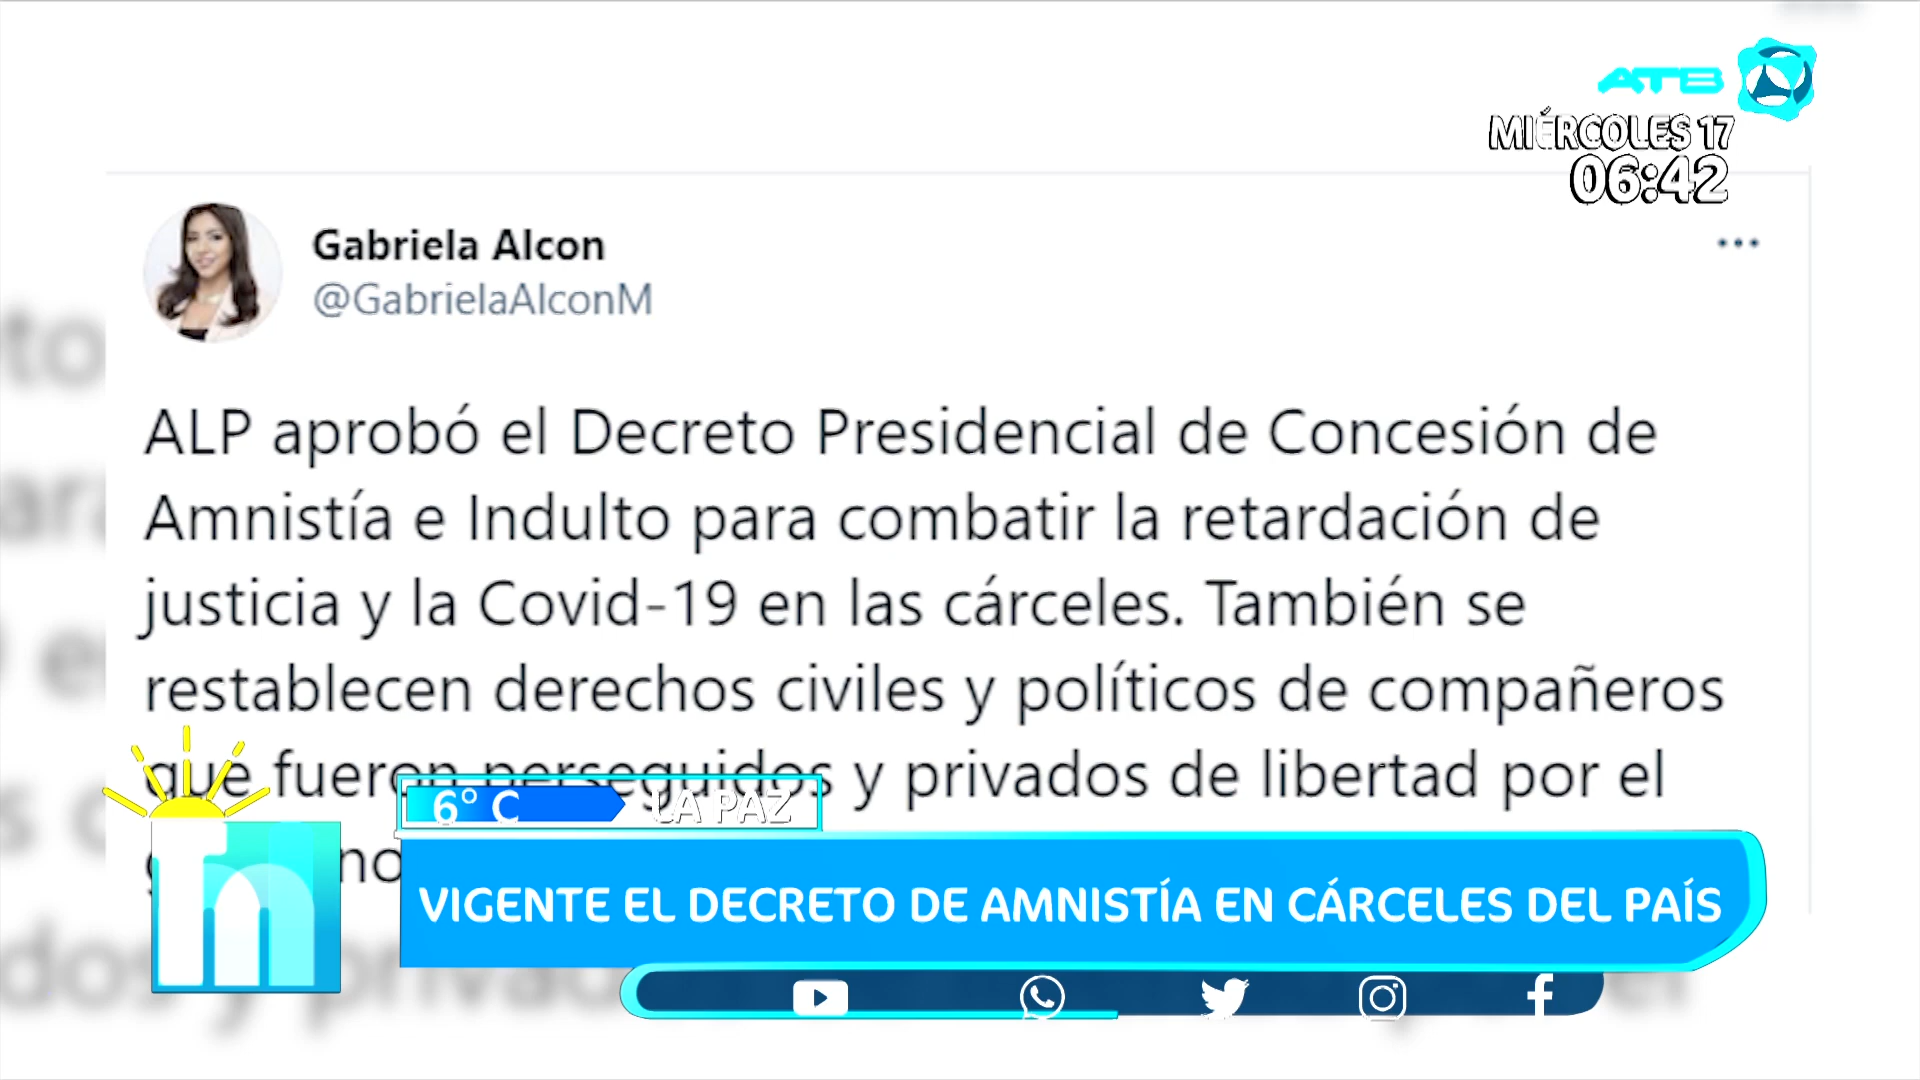 ATB
MIÉRCOLES 17
06:42
Gabriela Alcon
@GabrielaAlconM
ALP aprobó el Decreto Presidencial de Concesión de
Amnistía e Indulto para combatir la retardación de
justicia y la Covid-19 en las cárceles. También se
restablecen derechos civiles y políticos de compañeros
que fueron perseguidos y privados de libertad por el
6° C LA PAZ
VIGENTE EL DECRETO DE AMNISTÍA EN CÁRCELES DEL PAÍS